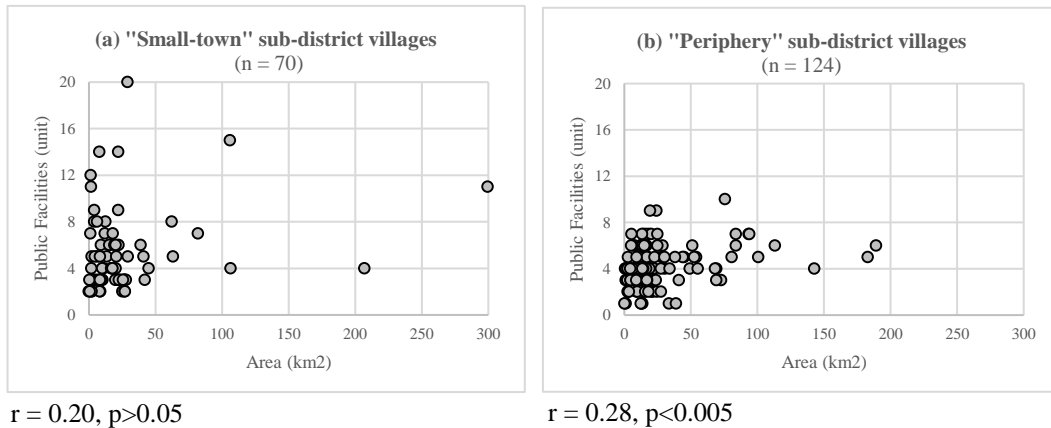 (a) "Small-town" sub-district villages
(n = 70)
20
16
12
8
4
0
Public Facilities (unit)
0 50 100 150 200 250 300
Area (km2)
r = 0.20, p>0.05
(b) "Periphery" sub-district villages
(n = 124)
20
16
12
8
4
0
Public Facilities (unit)
0 50 100 150 200 250 300
Area (km2)
r = 0.28, p<0.005